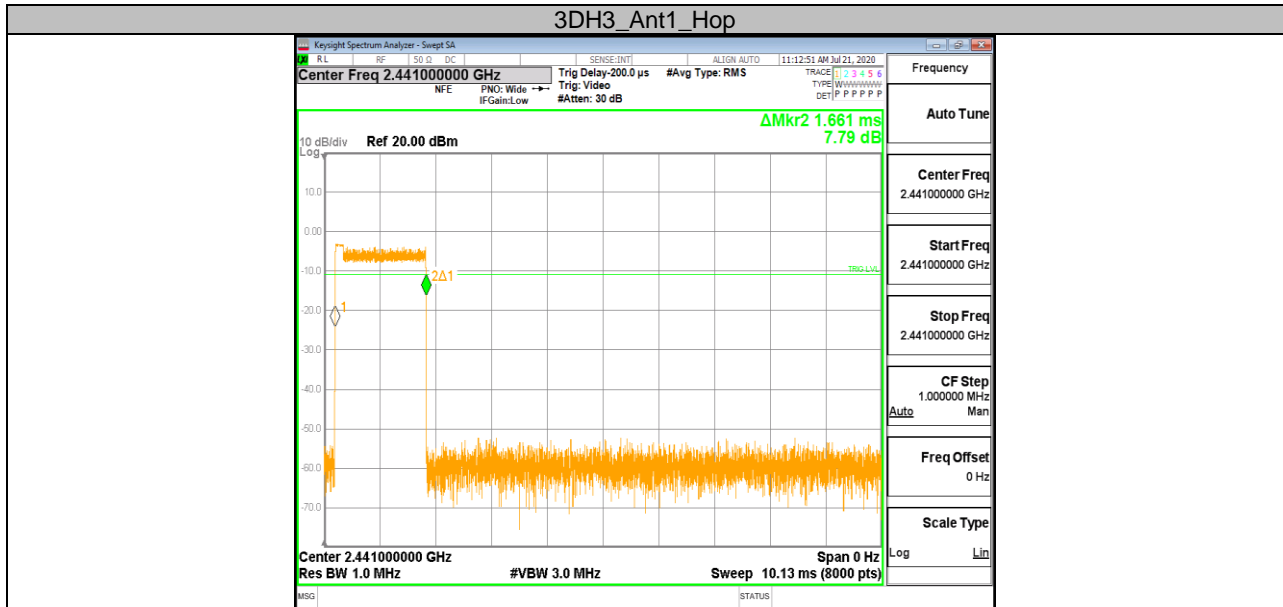 3DH3_Ant1_Hop
Keysight Spectrum Analyzer - Swept SA
RL RF 50 Ω DC SENSE:INT ALIGN AUTO 11:12:51 AM Jul 21, 2020
Center Freq 2.441000000 GHz
NFE
PNO: Wide
IFGain:Low
Trig Delay-200.0 µs
Trig: Video
#Atten: 30 dB
#Avg Type: RMS
TRACE 1 2 3 4 5 6
TYPE WWWWWW
DET P P P P P P
ΔMkr2 1.661 ms
7.79 dB
10 dB/div Ref 20.00 dBm
Log
10.0
0.00
-10.0
-20.0
-30.0
-40.0
-50.0
-60.0
-70.0
TRIG LVL
2Δ1
1
Center 2.441000000 GHz Span 0 Hz
Res BW 1.0 MHz #VBW 3.0 MHz Sweep 10.13 ms (8000 pts)
MSG STATUS
Frequency
Auto Tune
Center Freq
2.441000000 GHz
Start Freq
2.441000000 GHz
Stop Freq
2.441000000 GHz
CF Step
1.000000 MHz
Auto Man
Freq Offset
0 Hz
Scale Type
Log Lin